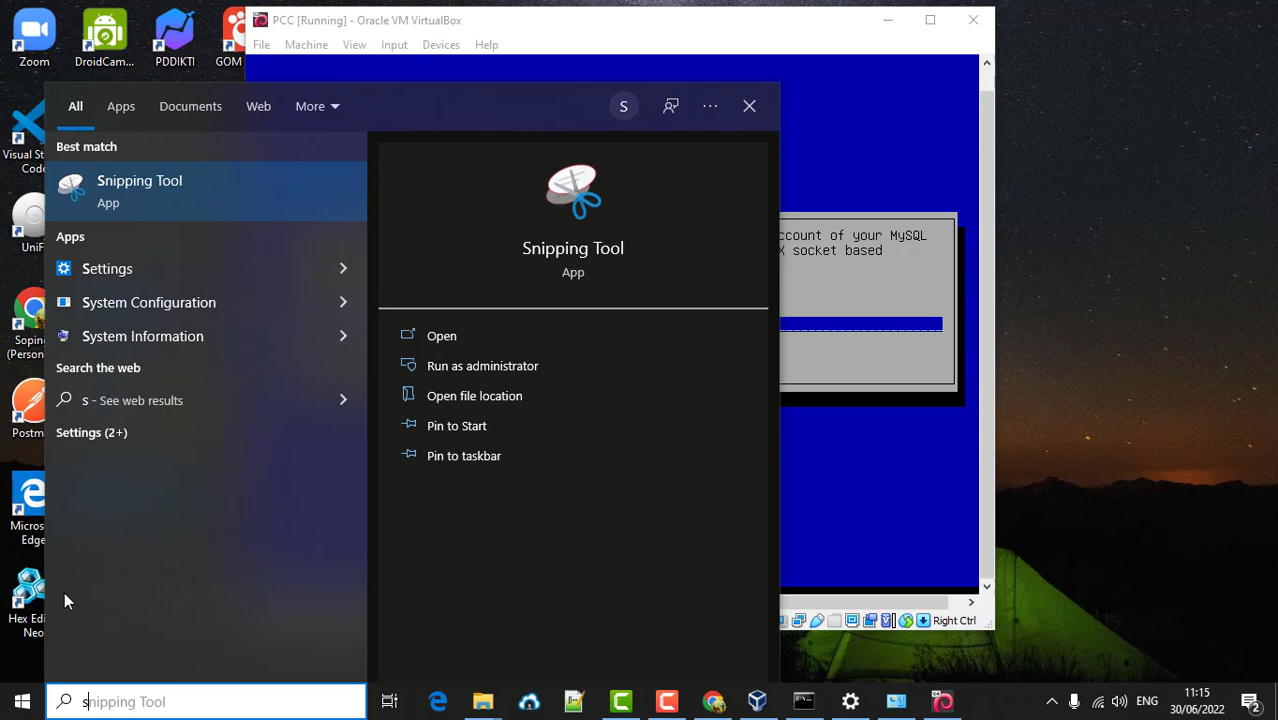 Zoom
DroidCam...
PDDIKTI
GOM
PCC [Running] - Oracle VM VirtualBox
File Machine View Input Devices Help
All Apps Documents Web More
S
Visual St
Code
Best match
Snipping Tool
App
Snipping Tool
App
ccount of your MySQL
X socket based
UniF
Apps
Settings
System Configuration
System Information
Search the web
s - See web results
Settings (2+)
Soping
(Person
Open
Run as administrator
Open file location
Pin to Start
Pin to taskbar
Postm
Drea
Hex Edi
Neo
Right Ctrl
snipping Tool
ENG
11:15
30/06/2022
2